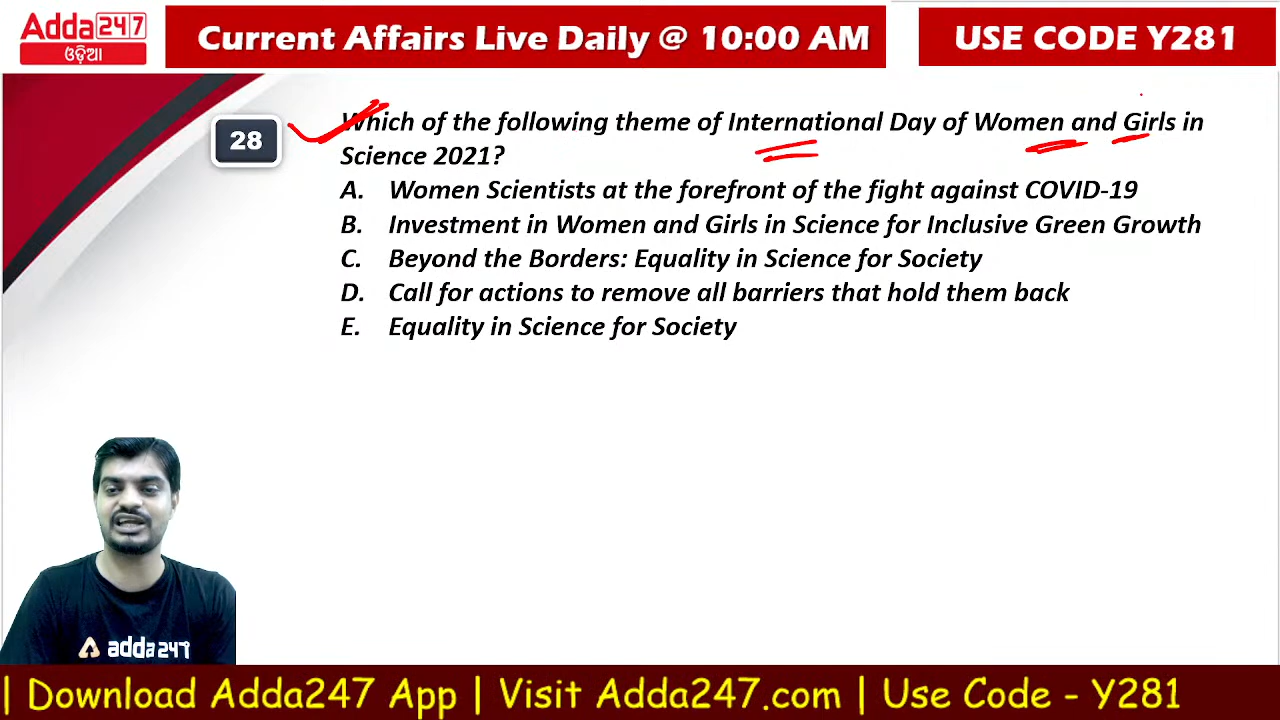 Adda247
ଓଡ଼ିଆ
Current Affairs Live Daily @ 10:00 AM
USE CODE Y281
28
Which of the following theme of International Day of Women and Girls in
Science 2021?
A. Women Scientists at the forefront of the fight against COVID-19
B. Investment in Women and Girls in Science for Inclusive Green Growth
C. Beyond the Borders: Equality in Science for Society
D. Call for actions to remove all barriers that hold them back
E. Equality in Science for Society
adda247
| Download Adda247 App | Visit Adda247.com | Use Code - Y281